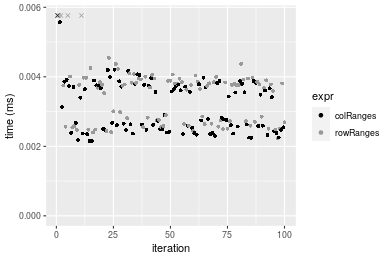 0.006
0.004
0.002
0.000
time (ms)
0 25 50 75 100
iteration
expr
colRanges
rowRanges